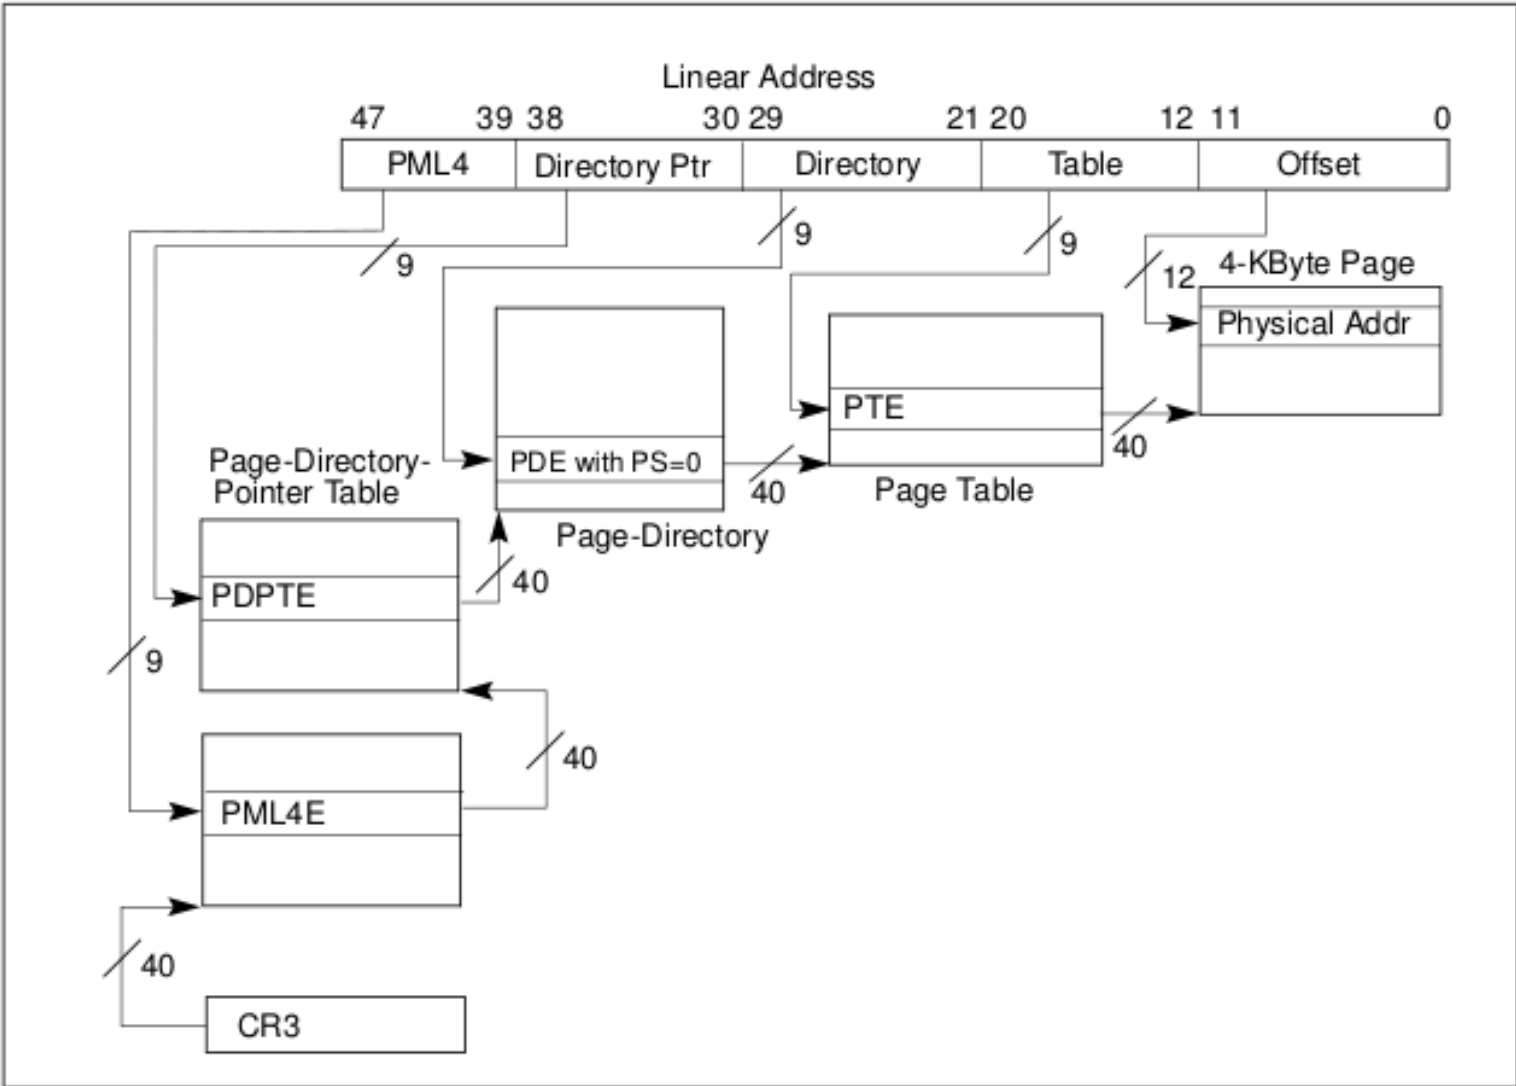 Linear Address
47 39 38 30 29 21 20 12 11 0
PML4 Directory Ptr Directory Table Offset
9 9 9 12
4-KByte Page
Physical Addr
PTE
40
Page Table
PDE with PS=0
40
Page-Directory
Page-Directory-
Pointer Table
PDPTE
40
9
PML4E
40
40
CR3